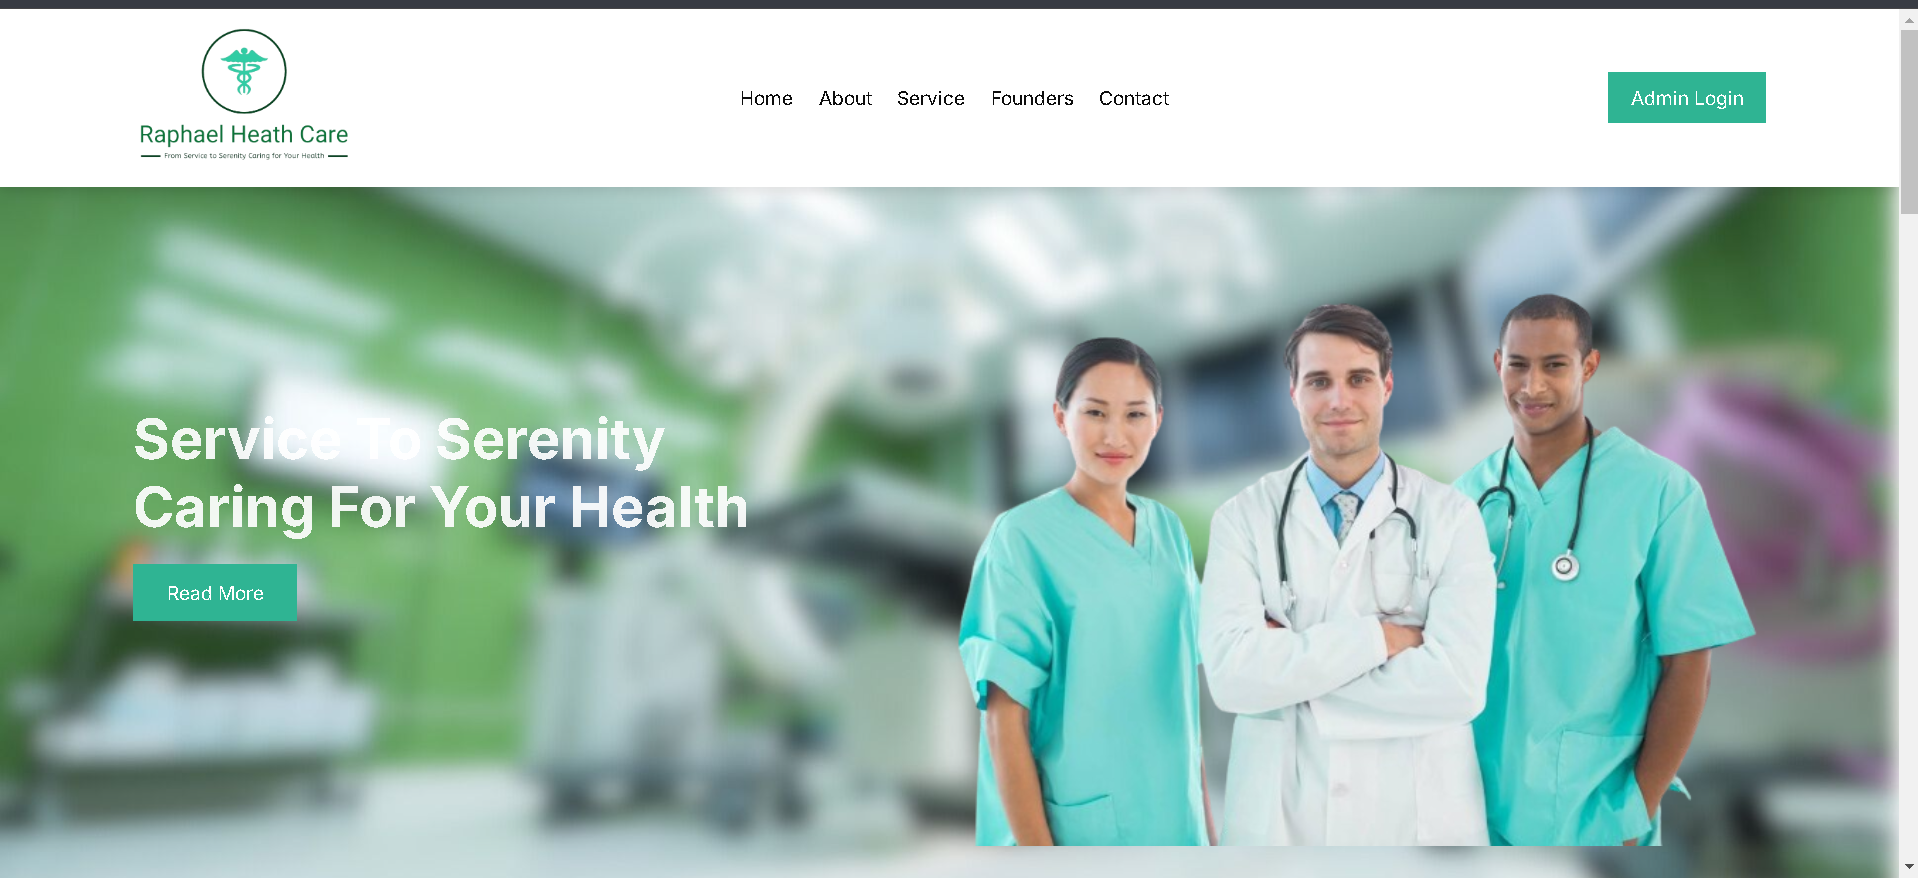 Raphael Heath Care
From Service to Serenity Caring for Your Health
Home About Service Founders Contact
Admin Login
Service To Serenity
Caring For Your Health
Read More